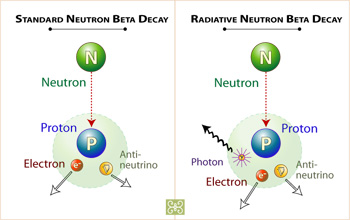 STANDARD NEUTRON BETA DECAY
N
Neutron
Proton
P
Electron
e⁻
Anti-
neutrino
RADIATIVE NEUTRON BETA DECAY
N
Neutron
Proton
P
Photon
Electron
e⁻
Anti-
neutrino